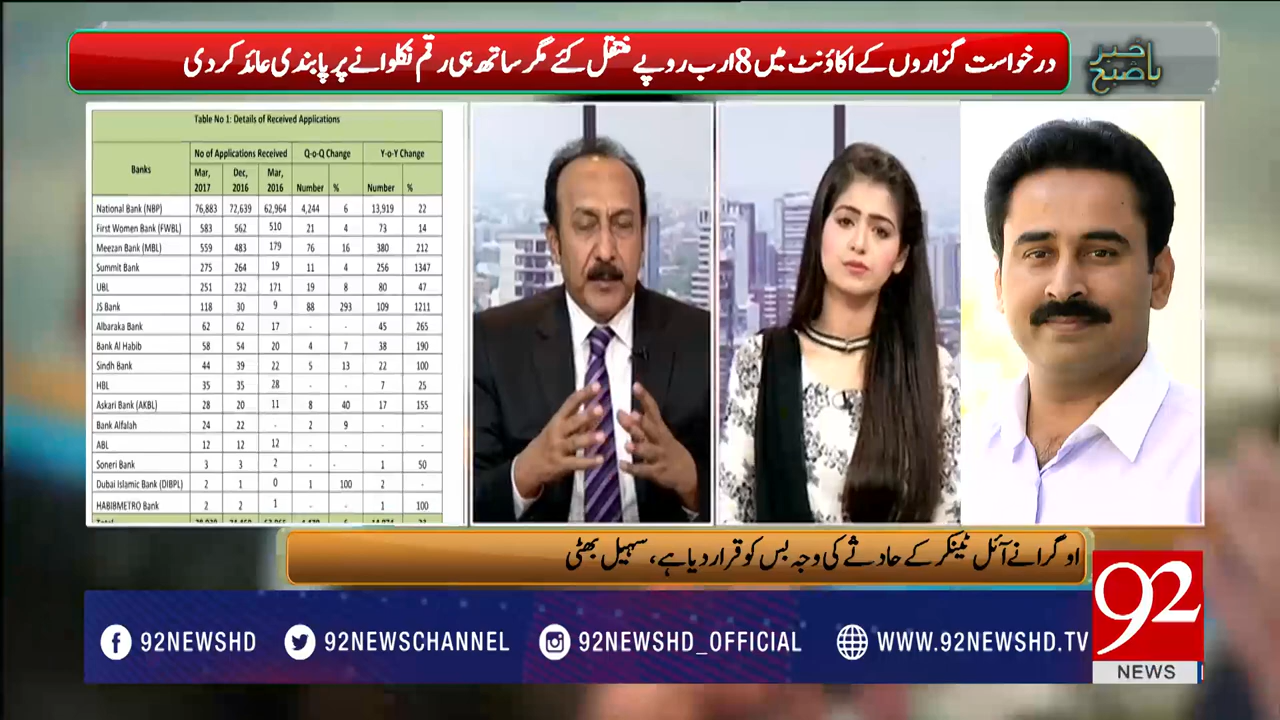 درخواست گزاروں کے اکاؤنٹ میں 8 ارب روپے منتقل کئے مگر ساتھ ہی رقم نکلوانے پر پابندی عائد کر دی
باخبر صبح
Table No 1: Details of Received Applications
Banks No of Applications Received Q-o-Q Change Y-o-Y Change
Mar, 2017 Dec, 2016 Mar, 2016 Number % Number %
National Bank (NBP) 76,883 72,639 62,964 4,244 6 13,919 22
First Women Bank (FWBL) 583 562 510 21 4 73 14
Meezan Bank (MBL) 559 483 179 76 16 380 212
Summit Bank 275 264 19 11 4 256 1347
UBL 251 232 171 19 8 80 47
JS Bank 118 30 9 88 293 109 1211
Albaraka Bank 62 62 17 - - 45 265
Bank Al Habib 58 54 20 4 7 38 190
Sindh Bank 44 39 22 5 13 22 100
HBL 35 35 28 - - 7 25
Askari Bank (AKBL) 28 20 11 8 40 17 155
Bank Alfalah 24 22 - 2 9 - -
ABL 12 12 12 - - - -
Soneri Bank 3 3 2 - - 1 50
Dubai Islamic Bank (DIBPL) 2 1 0 1 100 2 -
HABIBMETRO Bank 2 2 1 - - 1 100
اوگرا نے آئل ٹینکر کے حادثے کی وجہ بس کو قرار دیا ہے، سہیل بھٹی
92NEWSHD 92NEWSCHANNEL 92NEWSHD_OFFICIAL WWW.92NEWSHD.TV
92
NEWS